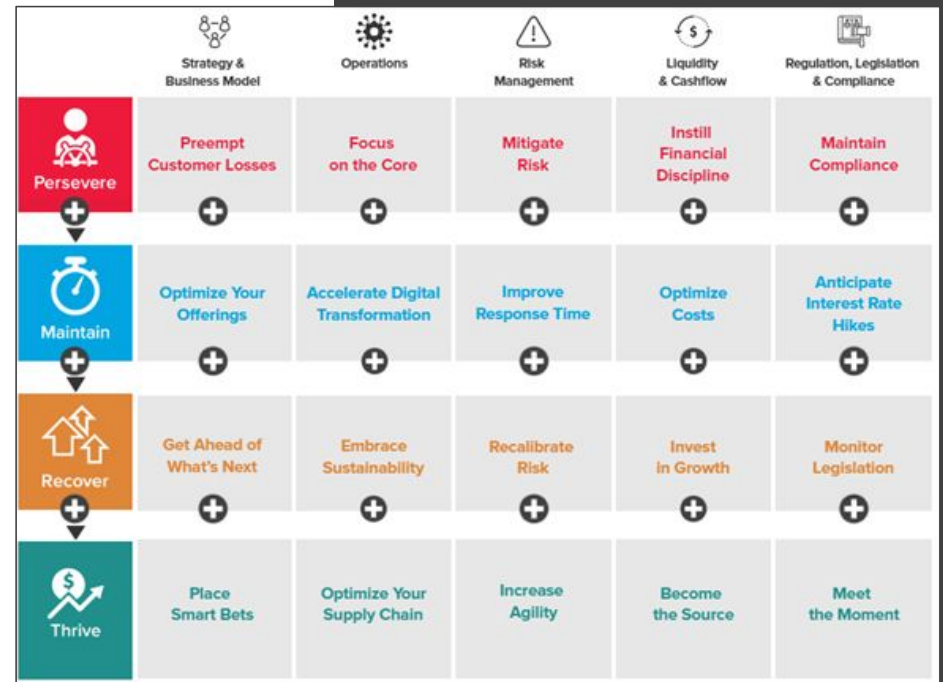 Strategy &
Business Model
Operations
Risk
Management
Liquidity
& Cashflow
Regulation, Legislation
& Compliance
Persevere
Preempt
Customer Losses
Focus
on the Core
Mitigate
Risk
Instill
Financial
Discipline
Maintain
Compliance
Maintain
Optimize Your
Offerings
Accelerate Digital
Transformation
Improve
Response Time
Optimize
Costs
Anticipate
Interest Rate
Hikes
Recover
Get Ahead of
What's Next
Embrace
Sustainability
Recalibrate
Risk
Invest
in Growth
Monitor
Legislation
Thrive
Place
Smart Bets
Optimize Your
Supply Chain
Increase
Agility
Become
the Source
Meet
the Moment